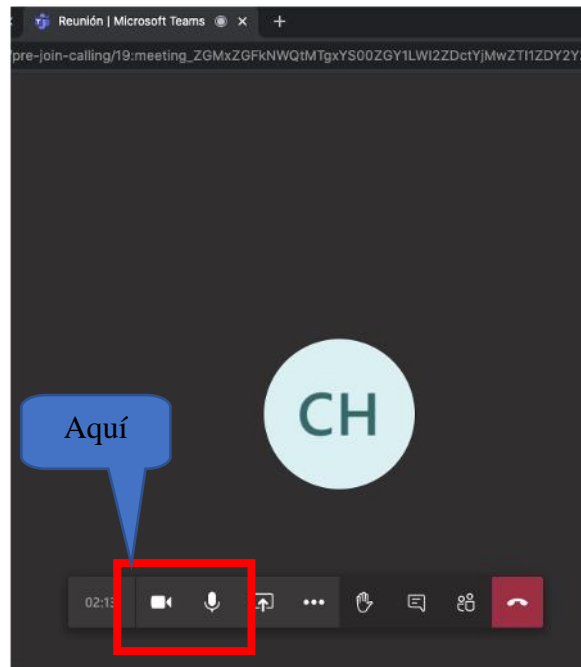 Reunión | Microsoft Teams
pre-join-calling/19:meeting_ZGMxZGFkNWQtMTgxYS00ZGY1LWI2ZDctYjMwZTI1ZDY2Y
CH
Aquí
02:13